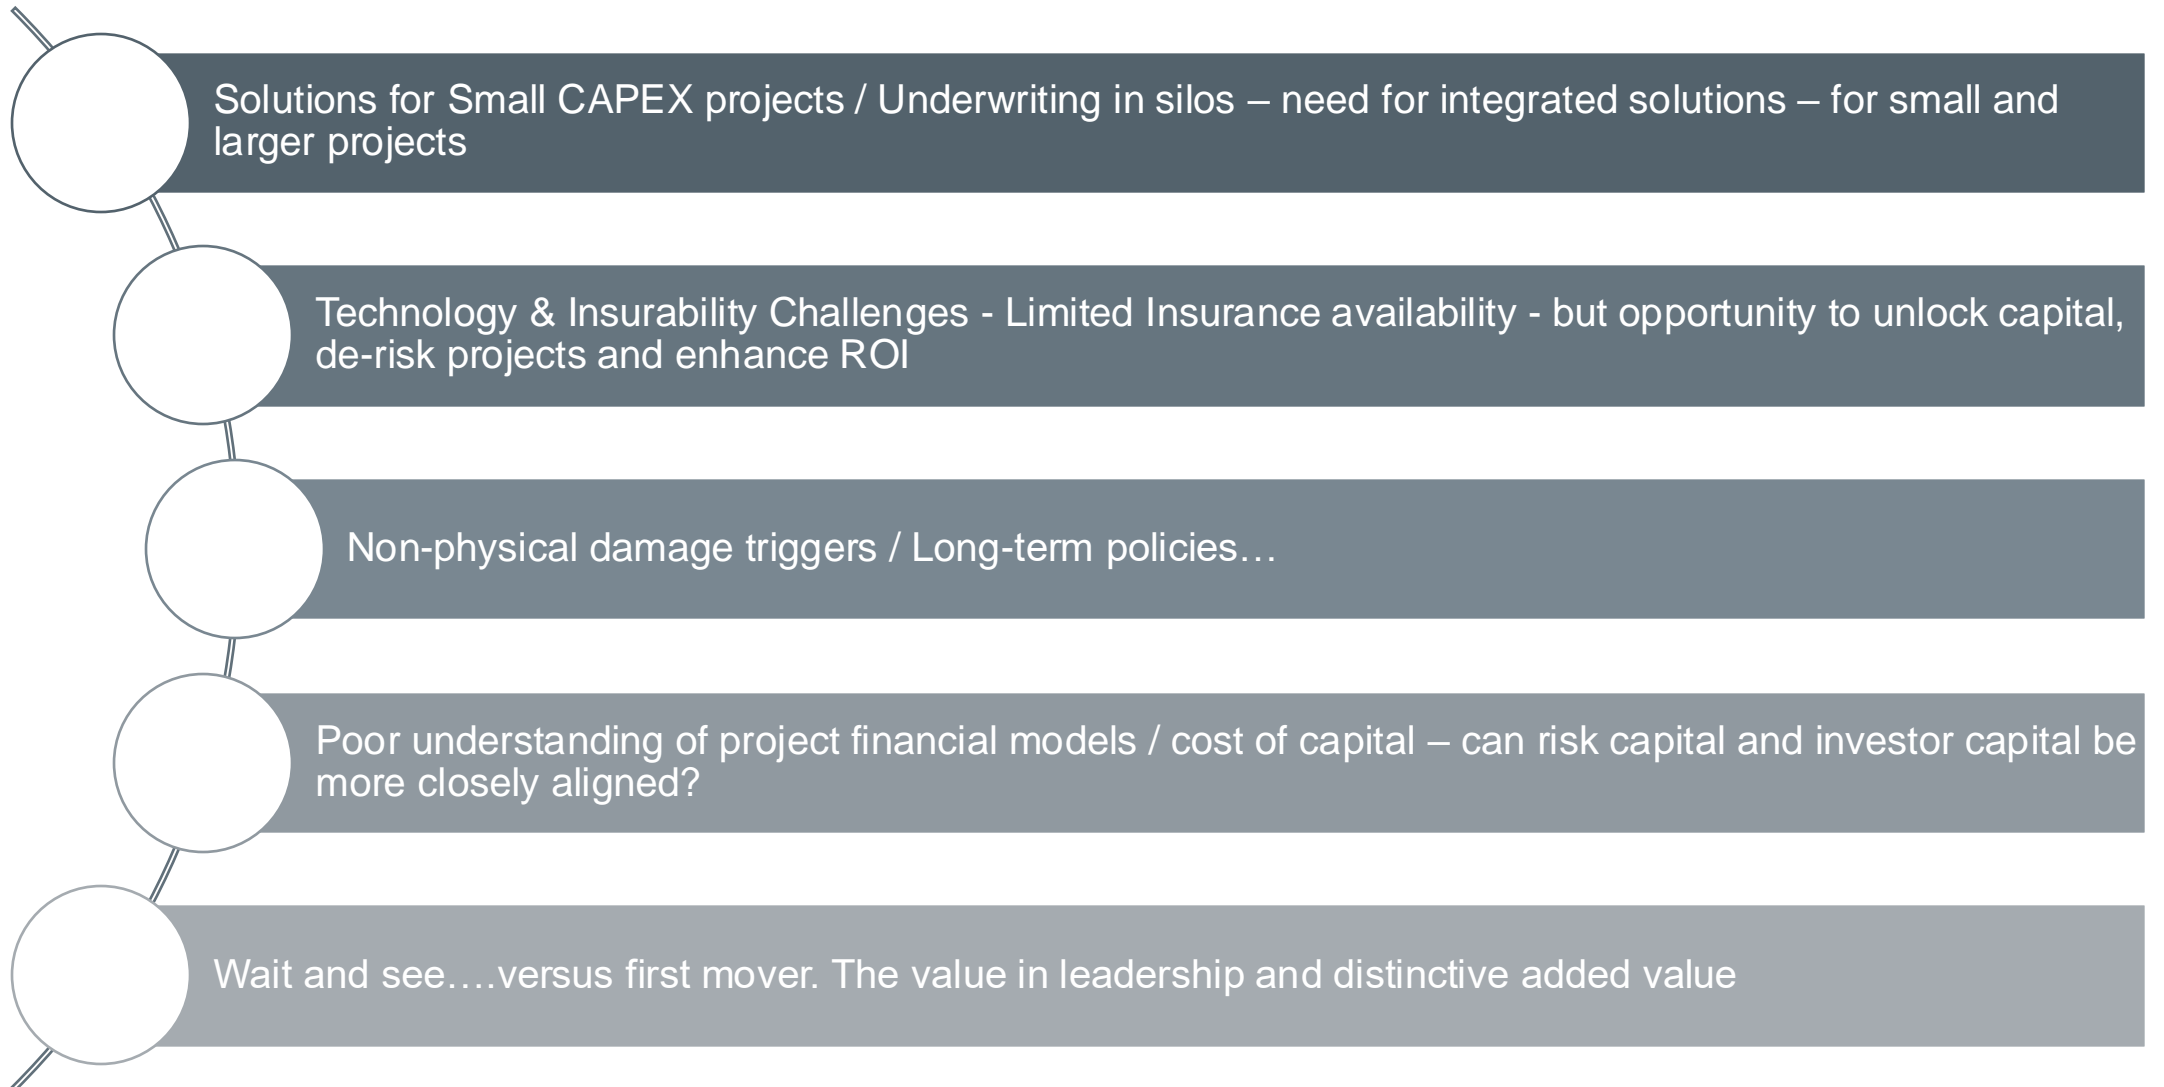 Solutions for Small CAPEX projects / Underwriting in silos – need for integrated solutions – for small and
larger projects
Technology & Insurability Challenges - Limited Insurance availability - but opportunity to unlock capital,
de-risk projects and enhance ROI
Non-physical damage triggers / Long-term policies…
Poor understanding of project financial models / cost of capital – can risk capital and investor capital be
more closely aligned?
Wait and see….versus first mover. The value in leadership and distinctive added value